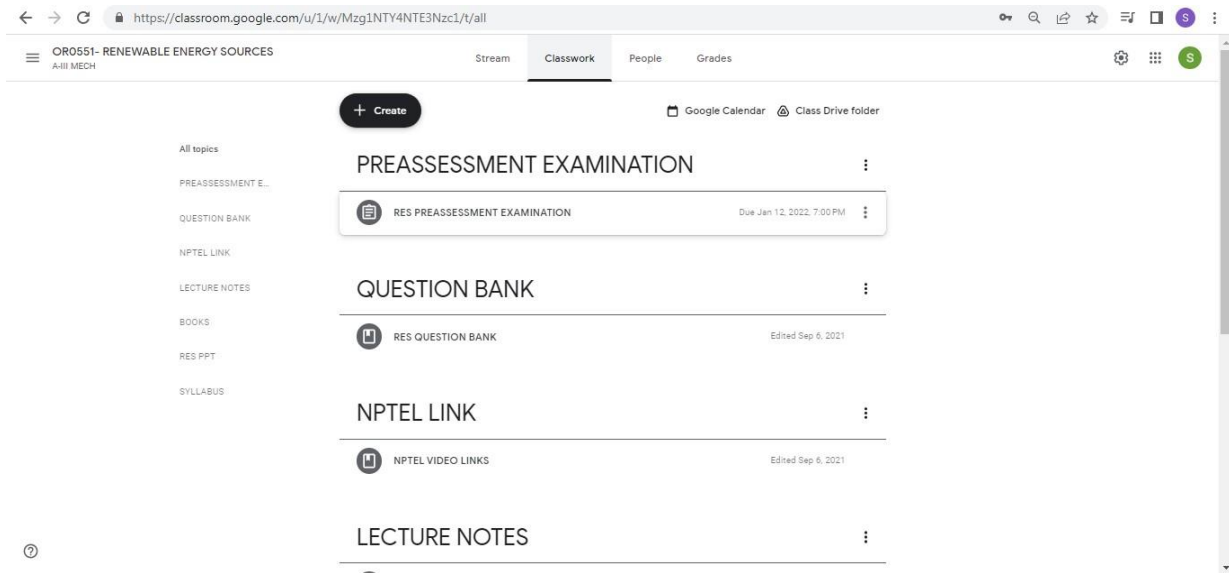 https://classroom.google.com/u/1/w/Mzg1NTY4NTE3Nzc1/t/all
S
OR0551- RENEWABLE ENERGY SOURCES
A-III MECH
Stream Classwork People Grades
S
+ Create
Google Calendar Class Drive folder
All topics
PREASSESSMENT E...
QUESTION BANK
NPTEL LINK
LECTURE NOTES
BOOKS
RES PPT
SYLLABUS
PREASSESSMENT EXAMINATION
RES PREASSESSMENT EXAMINATION Due Jan 12, 2022, 7:00 PM
QUESTION BANK
RES QUESTION BANK Edited Sep 6, 2021
NPTEL LINK
NPTEL VIDEO LINKS Edited Sep 6, 2021
LECTURE NOTES